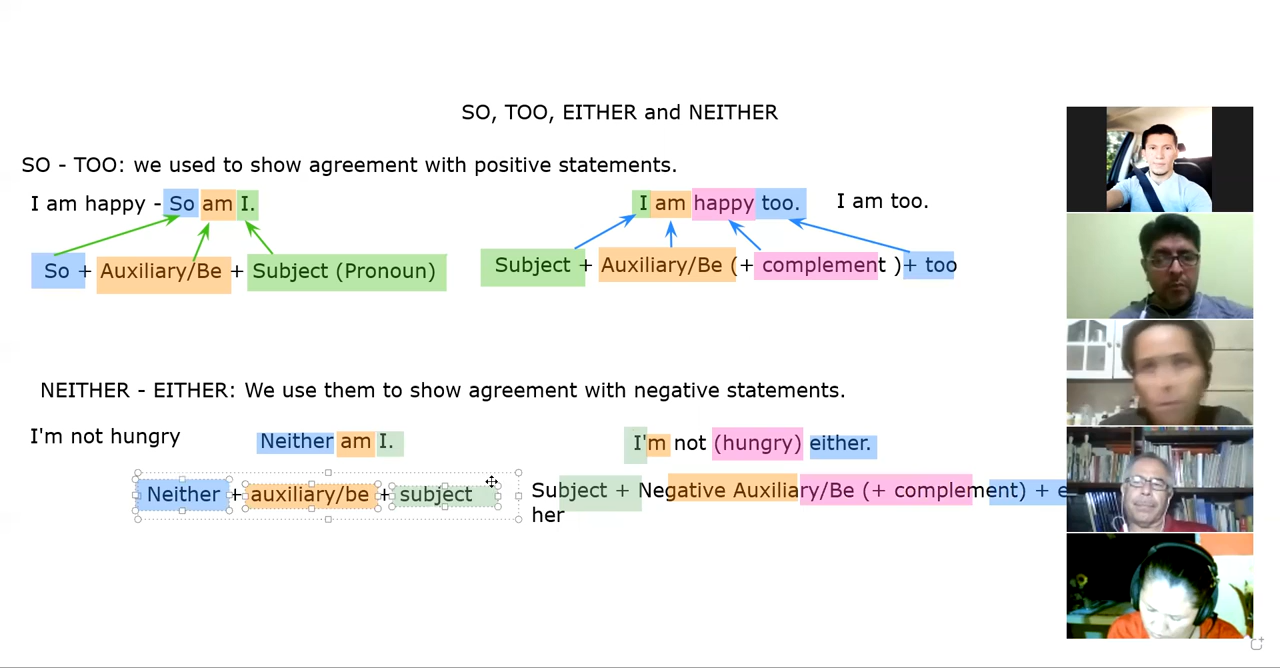 SO, TOO, EITHER and NEITHER
SO - TOO: we used to show agreement with positive statements.
I am happy - So am I.
I am happy too.
I am too.
So + Auxiliary/Be + Subject (Pronoun)
Subject + Auxiliary/Be (+ complement )+ too
NEITHER - EITHER: We use them to show agreement with negative statements.
I'm not hungry
Neither am I.
I'm not (hungry) either.
Neither + auxiliary/be + subject
Subject + Negative Auxiliary/Be (+ complement) + e
her